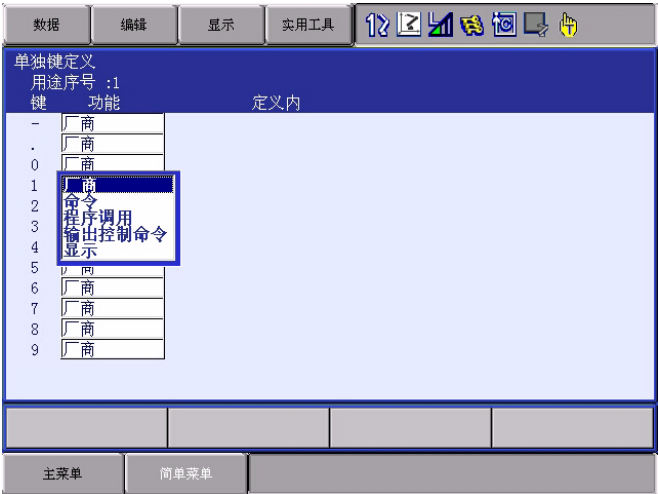 数据 编辑 显示 实用工具
单独键定义
用途序号 :1
键 功能 定义内
- 厂商
. 厂商
0 厂商
1 厂商
2 命令
程序调用
3 输出控制命令
4 显示
5 厂商
6 厂商
7 厂商
8 厂商
9 厂商
主菜单 简单菜单